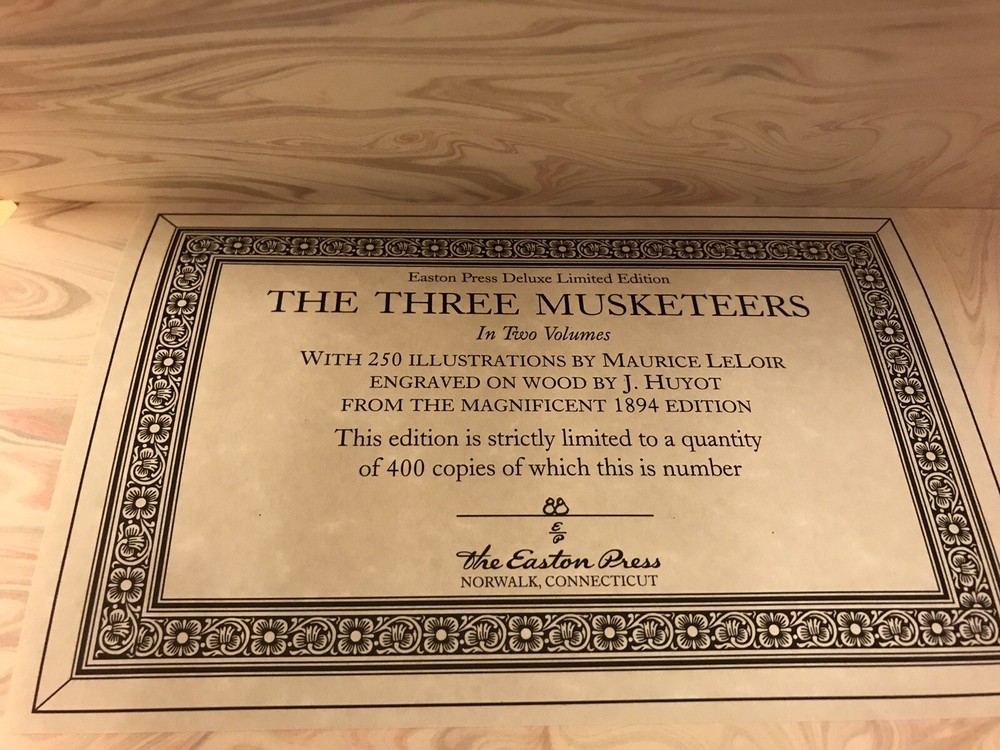 Easton Press Deluxe Limited Edition
THE THREE MUSKETEERS
In Two Volumes
WITH 250 ILLUSTRATIONS BY MAURICE LELOIR
ENGRAVED ON WOOD BY J. HUYOT
FROM THE MAGNIFICENT 1894 EDITION
This edition is strictly limited to a quantity
of 400 copies of which this is number
88
E
P
The Easton Press
NORWALK, CONNECTICUT